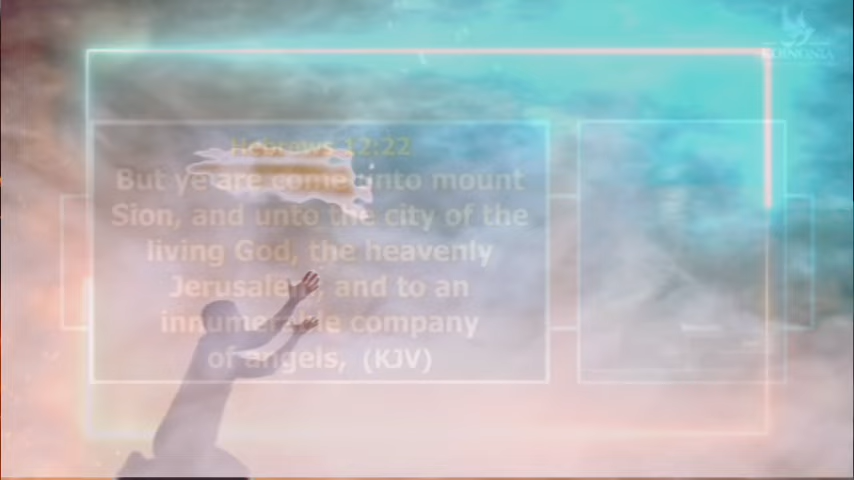 KOINONIA
Hebrews 12:22
But ye are come unto mount
Sion, and unto the city of the
living God, the heavenly
Jerusalem, and to an
innumerable company
of angels, (KJV)